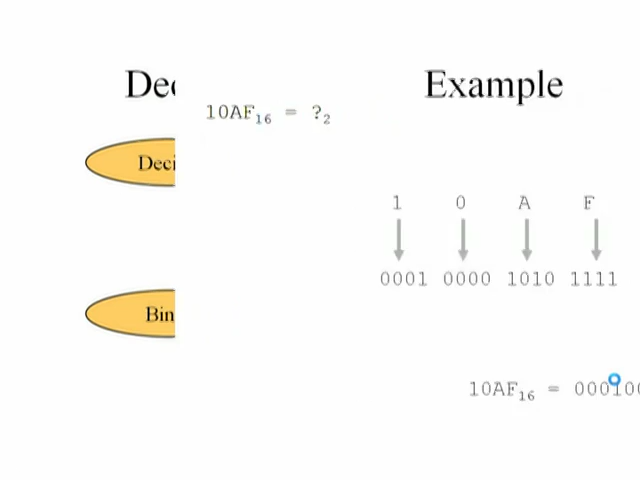 Dec
Example
10AF16 = ?2
Deci
1 0 A F
0001 0000 1010 1111
Bin
10AF16 = 000100